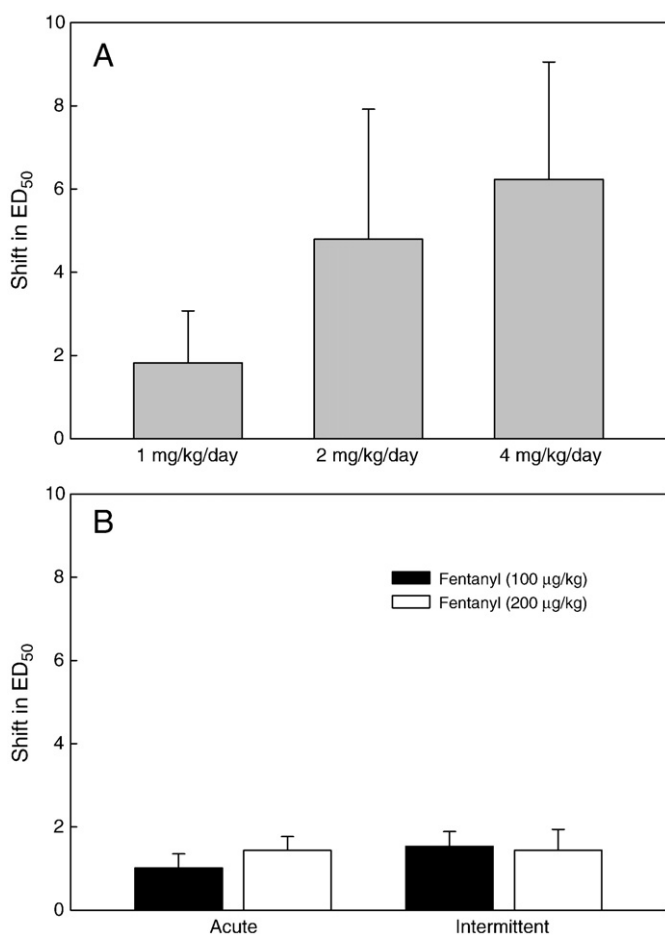 A
10
8
6
4
2
0
Shift in ED50
1 mg/kg/day 2 mg/kg/day 4 mg/kg/day
B
10
8
6
4
2
0
Shift in ED50
Fentanyl (100 μg/kg)
Fentanyl (200 μg/kg)
Acute Intermittent